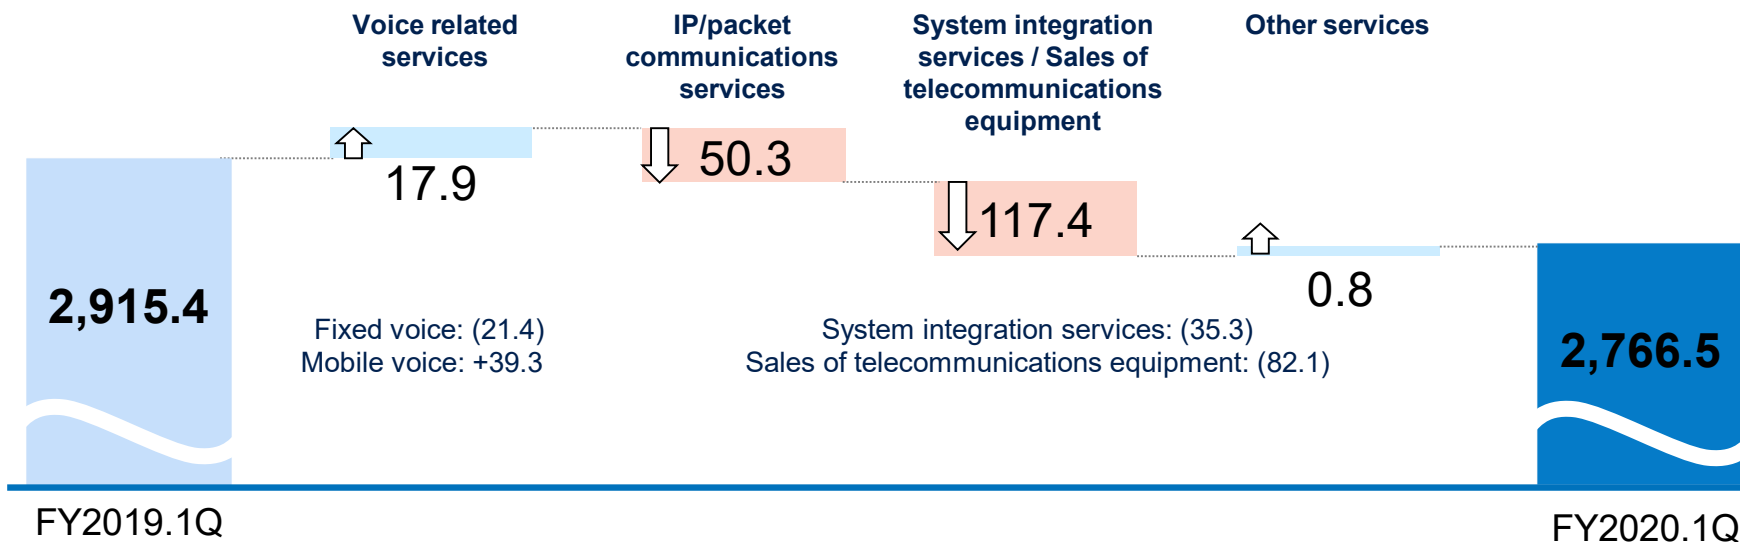 Voice related
services
IP/packet
communications
services
System integration
services / Sales of
telecommunications
equipment
Other services
17.9
50.3
117.4
0.8
2,915.4
Fixed voice: (21.4)
Mobile voice: +39.3
System integration services: (35.3)
Sales of telecommunications equipment: (82.1)
2,766.5
FY2019.1Q
FY2020.1Q